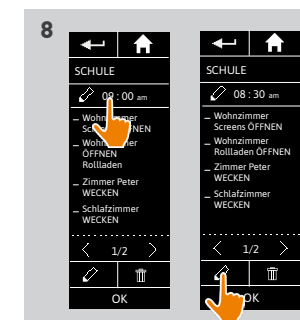 8
SCHULE
09 : 00 am
_ Wohnzimmer
ÖFFNEN
_ Wohnzimmer
ÖFFNEN
Rollladen
_ Zimmer Peter
WECKEN
_ Schlafzimmer
WECKEN
1/2
OK
SCHULE
08 : 30 am
_ Wohnzimmer
Screens ÖFFNEN
_ Wohnzimmer
Rollladen ÖFFNEN
_ Zimmer Peter
WECKEN
_ Schlafzimmer
WECKEN
1/2
OK